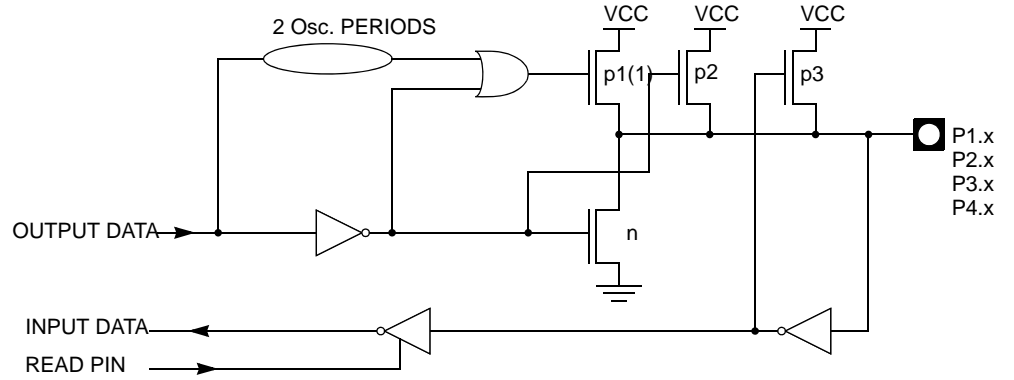 VCC VCC VCC
2 Osc. PERIODS
p1(1) p2 p3
P1.x
P2.x
P3.x
P4.x
OUTPUT DATA
n
INPUT DATA
READ PIN